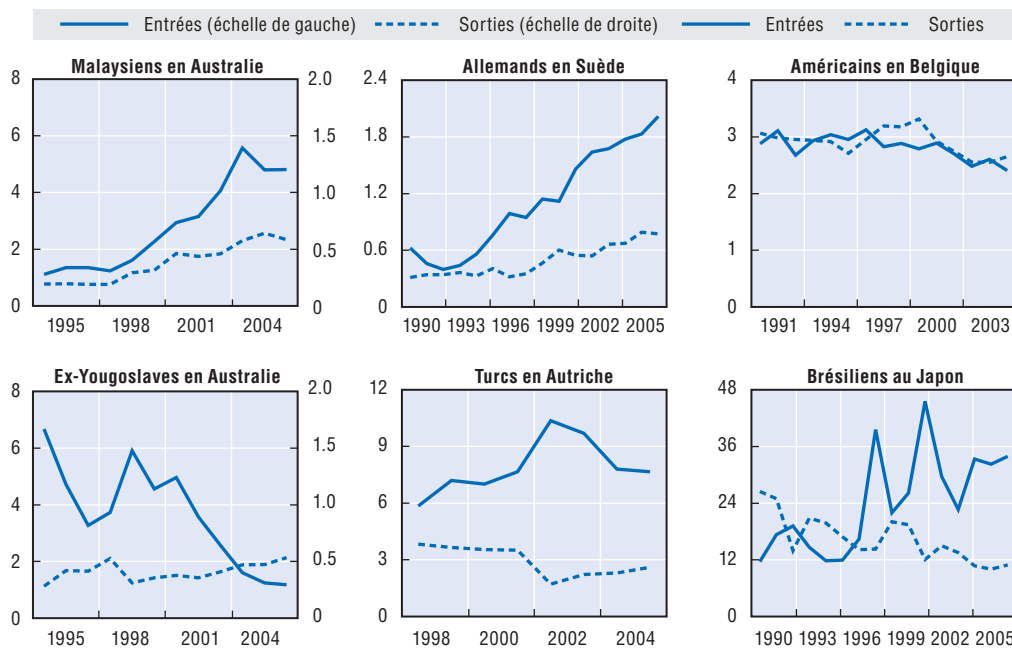 Entrées (échelle de gauche) Sorties (échelle de droite) Entrées Sorties
Malaysiens en Australie
8 2.0
6 1.5
4 1.0
2 0.5
0 0
1995 1998 2001 2004
Allemands en Suède
2.4
1.8
1.2
0.6
0
1990 1993 1996 1999 2002 2005
Américains en Belgique
4
3
2
1
0
1991 1994 1997 2000 2003
Ex-Yougoslaves en Australie
8 2.0
6 1.5
4 1.0
2 0.5
0 0
1995 1998 2001 2004
Turcs en Autriche
12
9
6
3
0
1998 2000 2002 2004
Brésiliens au Japon
48
36
24
12
0
1990 1993 1996 1999 2002 2005